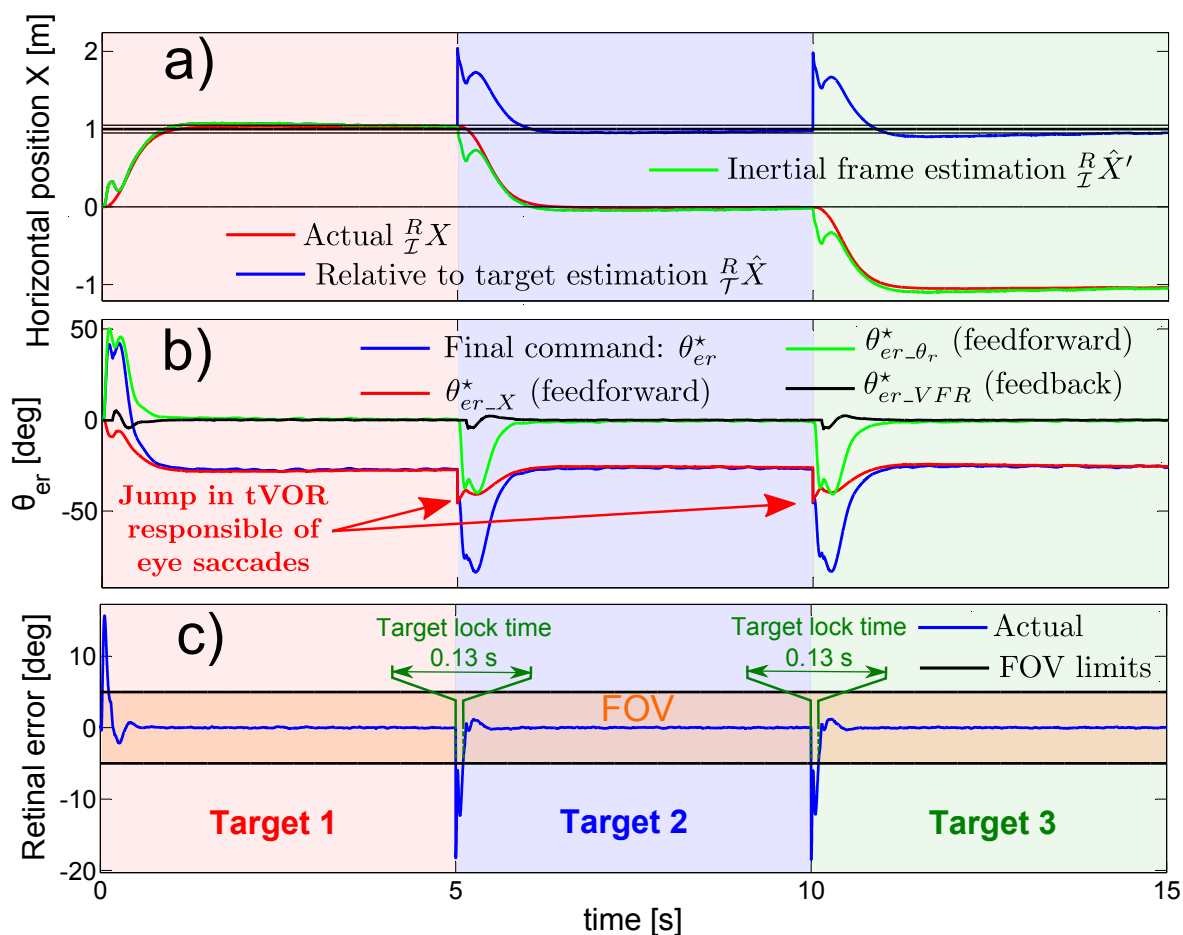 a)
Horizontal position X [m]
2
1
0
-1
Inertial frame estimation $^{R}_{\mathcal{I}}\hat{X}'$
Actual $^{R}_{\mathcal{I}}X$
Relative to target estimation $^{R}_{\mathcal{T}}\hat{X}$
b)
θ_er [deg]
50
0
-50
Final command: $\theta^{\star}_{er}$
$\theta^{\star}_{er\_X}$ (feedforward)
$\theta^{\star}_{er\_\theta_r}$ (feedforward)
$\theta^{\star}_{er\_VFR}$ (feedback)
Jump in tVOR
responsible of
eye saccades
c)
Retinal error [deg]
10
0
-10
-20
Target lock time
0.13 s
Target lock time
0.13 s
Actual
FOV limits
FOV
Target 1
Target 2
Target 3
0
5
10
15
time [s]